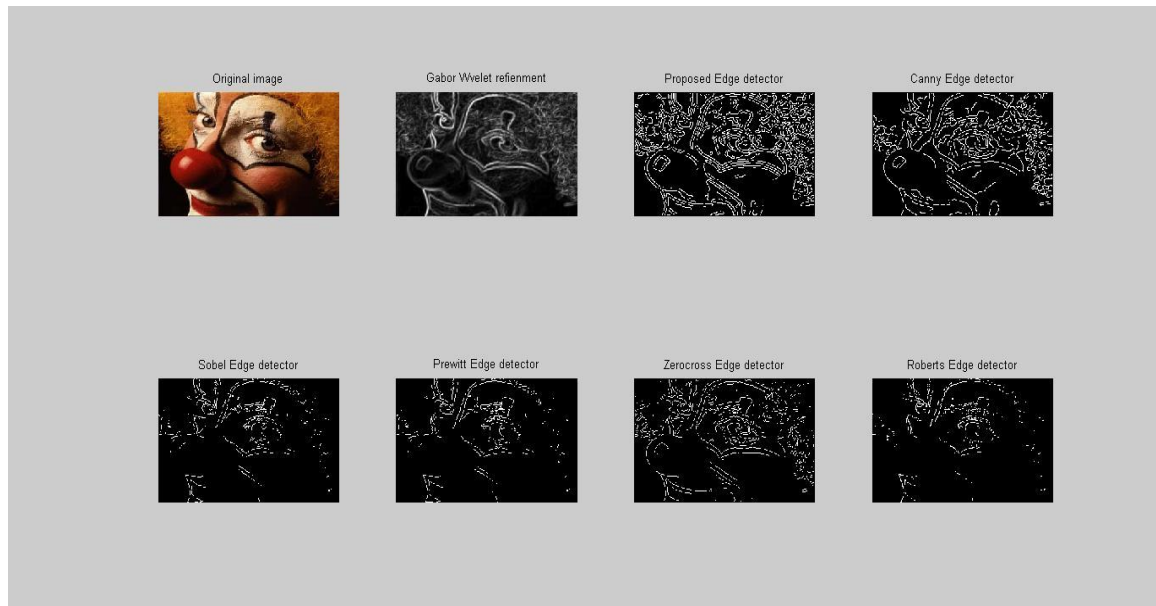 Original image
Gabor Wvelet refienment
Proposed Edge detector
Canny Edge detector
Sobel Edge detector
Prewitt Edge detector
Zerocross Edge detector
Roberts Edge detector